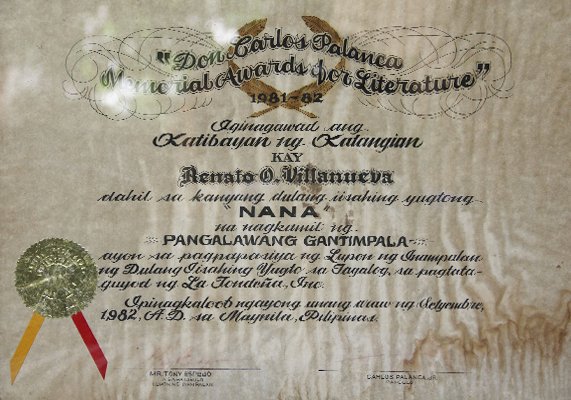 "Don Carlos Palanca
Memorial Awards for Literature"
1981-82
Iginagawad ang
Katibayan ng Katangian
KAY
Renato O. Villanueva
dahil sa kanyang dulang iisahing yugtong
"NANA"
na nagkamit ng
PANGALAWANG GANTIMPALA
ayon sa pagpapasiya ng Lupon ng Inampalan
ng Dulang Iisahing Yugto sa Tagalog, sa pagtata-
guyod ng La Tondeña, Inc.
Ipinagkaloob ngayong unang araw ng Setyembre,
1982, A.D. sa Maynila, Pilipinas.
MR. TONY ESPEJO
CARLOS PALANCA JR.